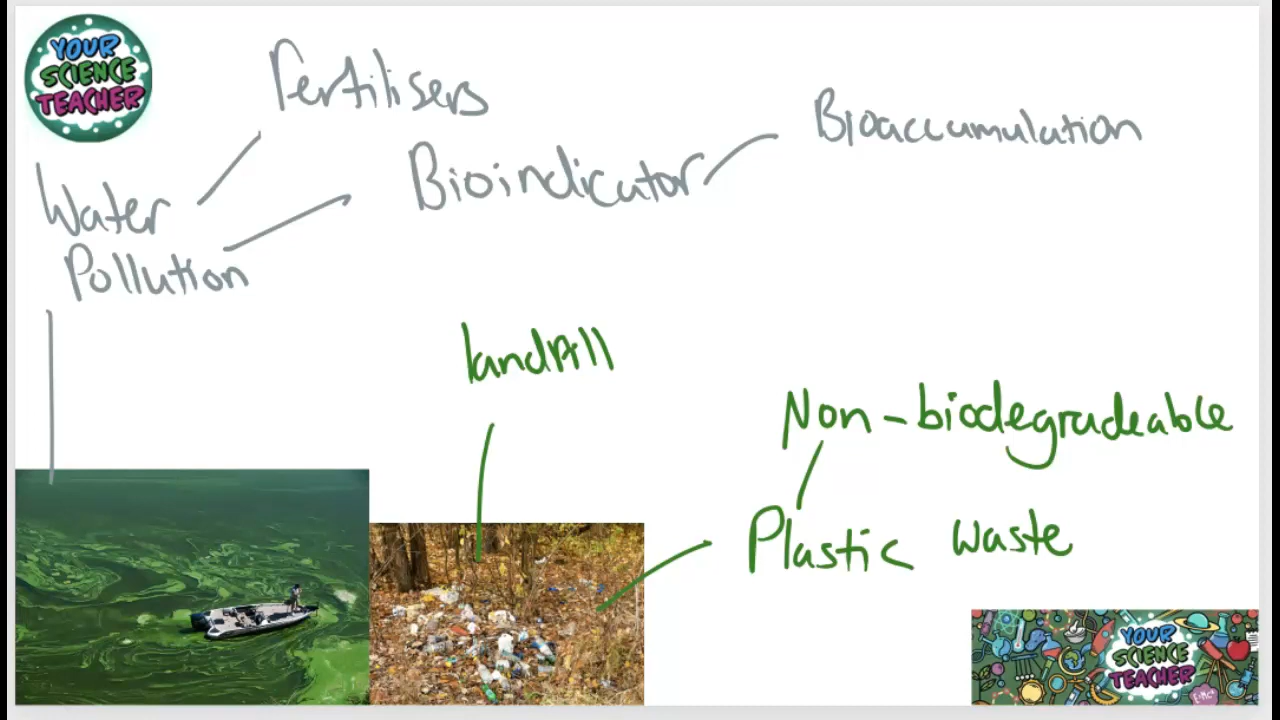 YOUR
SCIENCE
TEACHER
Fertilisers
Bioaccumulation
Bioindicator
Water
Pollution
landfill
Non-biodegradeable
Plastic waste
YOUR
SCIENCE
TEACHER